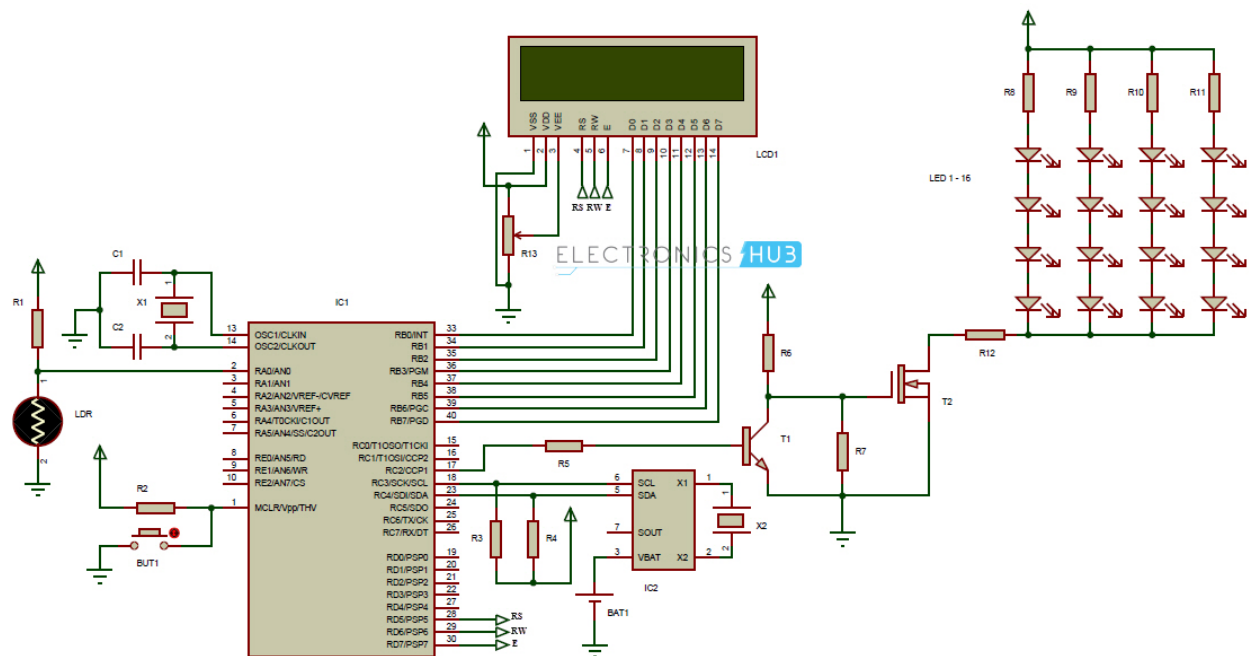 R8
R9
R10
R11
VSS
VDD
VEE
RS
RW
E
D0
D1
D2
D3
D4
D5
D6
D7
1
2
3
4
5
6
7
8
9
10
11
12
13
14
LCD1
LED 1 - 16
RS RW E
R13
ELECTRONICS HU3
C1
X1
1
2
C2
R1
IC1
13
OSC1/CLKIN
14
OSC2/CLKOUT
2
RA0/AN0
3
RA1/AN1
4
RA2/AN2/VREF-/CVREF
5
RA3/AN3/VREF+
6
RA4/T0CKI/C1OUT
7
RA5/AN4/SS/C2OUT
8
RE0/AN5/RD
9
RE1/AN6/WR
10
RE2/AN7/CS
1
MCLR/Vpp/THV
RB0/INT
33
RB1
34
RB2
35
RB3/PGM
36
RB4
37
RB5
38
RB6/PGC
39
RB7/PGD
40
RC0/T1OSO/T1CKI
15
RC1/T1OSI/CCP2
16
RC2/CCP1
17
RC3/SCK/SCL
18
RC4/SDI/SDA
23
RC5/SDO
24
RC6/TX/CK
25
RC7/RX/DT
26
RD0/PSP0
19
RD1/PSP1
20
RD2/PSP2
21
RD3/PSP3
22
RD4/PSP4
27
RD5/PSP5
28
RD6/PSP6
29
RD7/PSP7
30
RS
RW
E
1
LDR
2
R2
BUT1
R3
R4
R5
R6
R7
T1
T2
R12
6
SCL
5
SDA
7
SOUT
3
VBAT
X1
1
X2
2
1
X2
2
IC2
BAT1